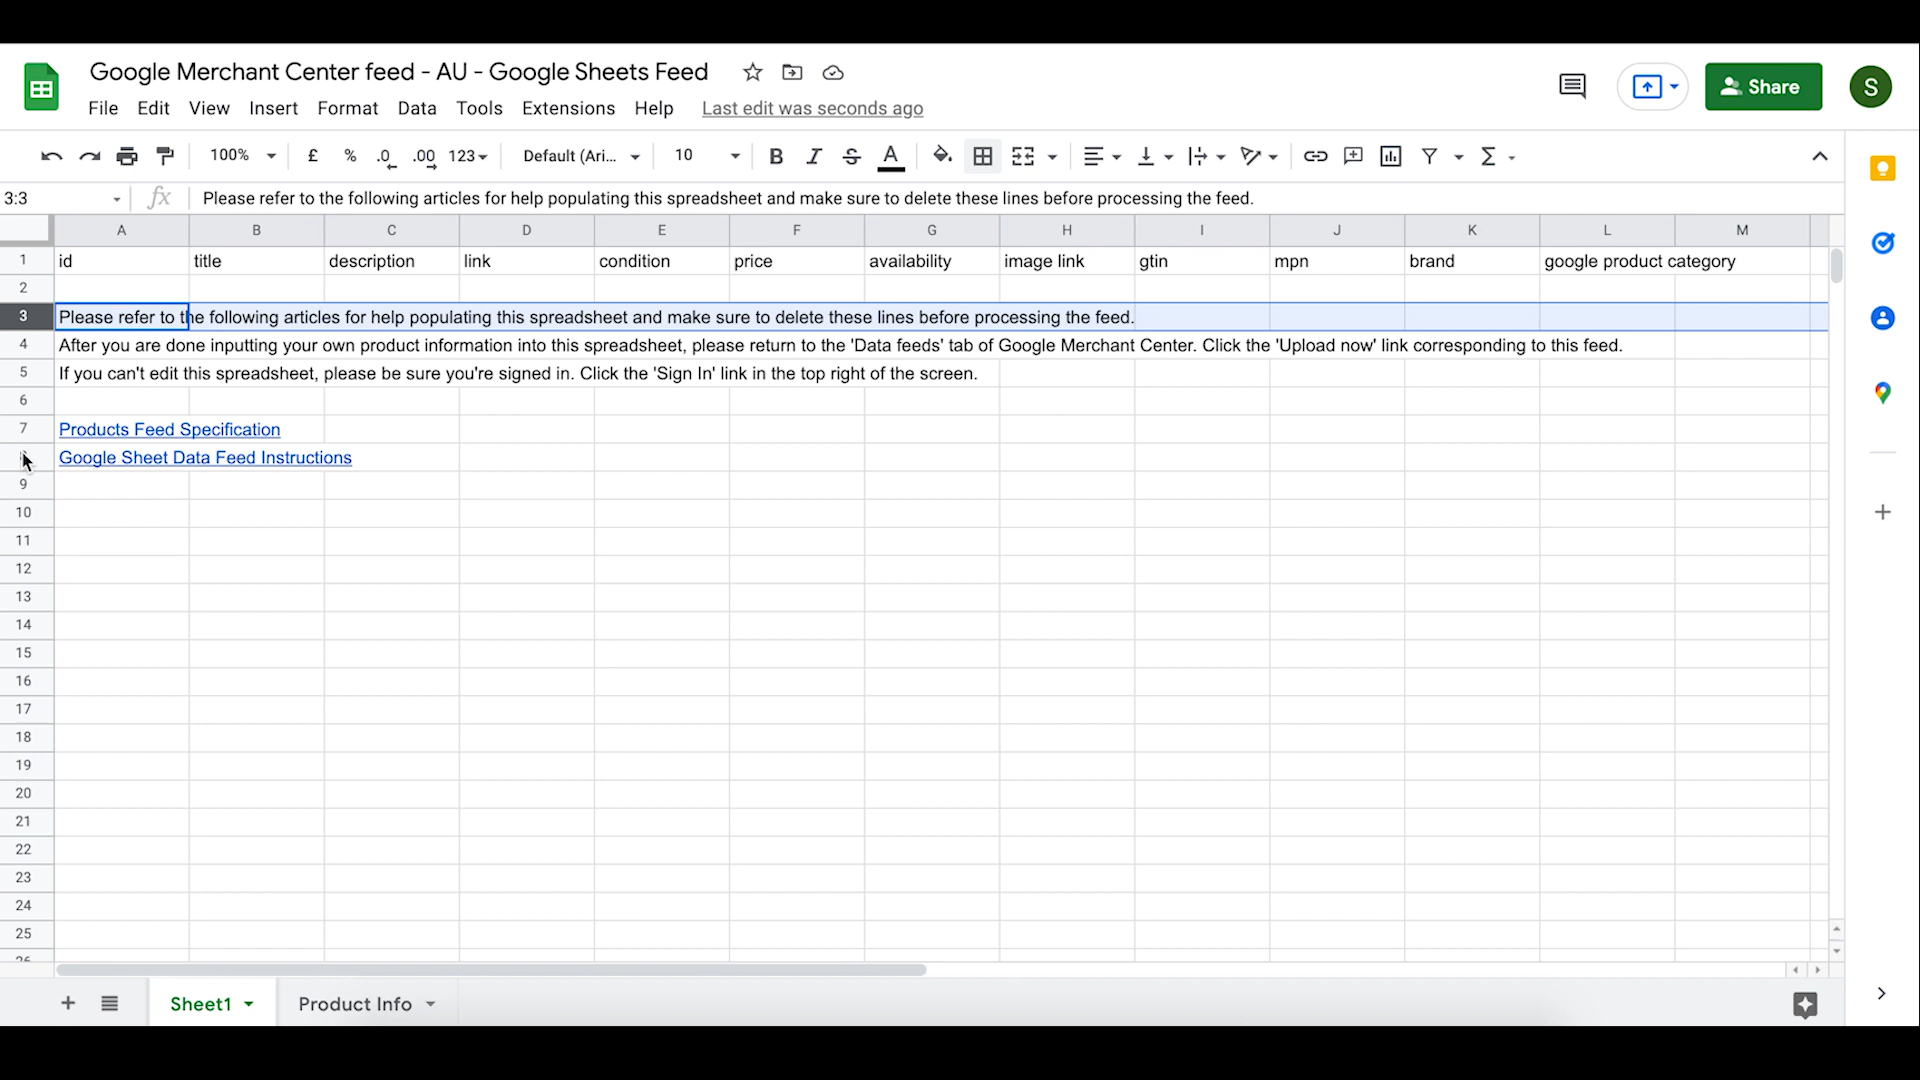 Google Merchant Center feed - AU - Google Sheets Feed
File Edit View Insert Format Data Tools Extensions Help Last edit was seconds ago
Share
S
100% £ % .0 .00 123 Default (Ari... 10 B I S A Σ
3:3 fx Please refer to the following articles for help populating this spreadsheet and make sure to delete these lines before processing the feed.
A B C D E F G H I J K L M
1 id title description link condition price availability image link gtin mpn brand google product category
2
3 Please refer to the following articles for help populating this spreadsheet and make sure to delete these lines before processing the feed.
4 After you are done inputting your own product information into this spreadsheet, please return to the 'Data feeds' tab of Google Merchant Center. Click the 'Upload now' link corresponding to this feed.
5 If you can't edit this spreadsheet, please be sure you're signed in. Click the 'Sign In' link in the top right of the screen.
6
7 Products Feed Specification
Google Sheet Data Feed Instructions
9
10
11
12
13
14
15
16
17
18
19
20
21
22
23
24
25
26
Sheet1 Product Info